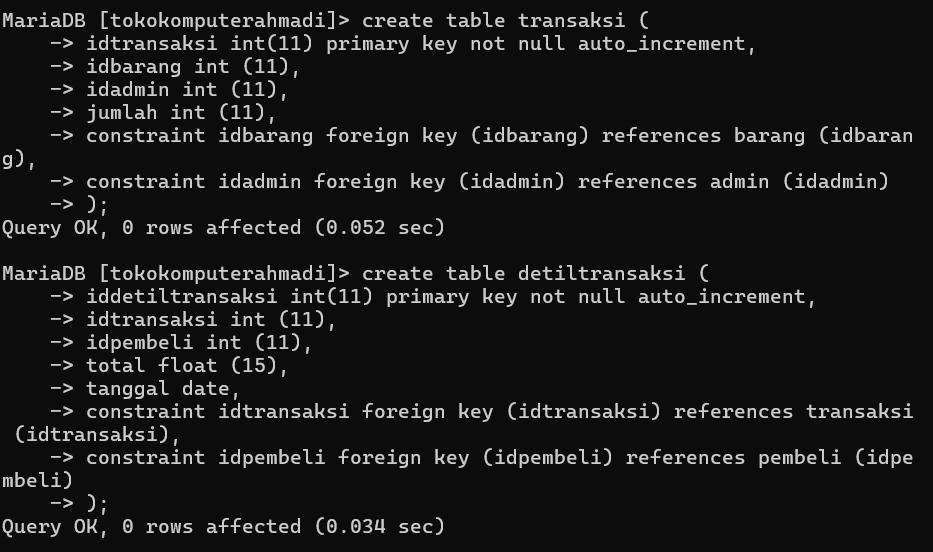 MariaDB [tokokomputerahmadi]> create table transaksi (
    -> idtransaksi int(11) primary key not null auto_increment,
    -> idbarang int (11),
    -> idadmin int (11),
    -> jumlah int (11),
    -> constraint idbarang foreign key (idbarang) references barang (idbaran
g),
    -> constraint idadmin foreign key (idadmin) references admin (idadmin)
    -> );
Query OK, 0 rows affected (0.052 sec)

MariaDB [tokokomputerahmadi]> create table detiltransaksi (
    -> iddetiltransaksi int(11) primary key not null auto_increment,
    -> idtransaksi int (11),
    -> idpembeli int (11),
    -> total float (15),
    -> tanggal date,
    -> constraint idtransaksi foreign key (idtransaksi) references transaksi
 (idtransaksi),
    -> constraint idpembeli foreign key (idpembeli) references pembeli (idpe
mbeli)
    -> );
Query OK, 0 rows affected (0.034 sec)